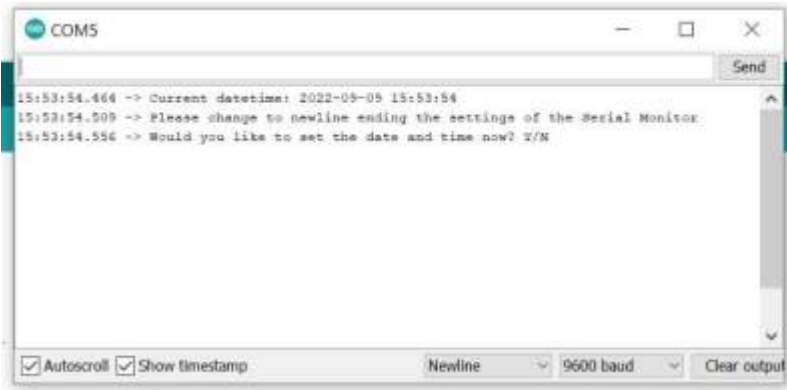 COM5
Send
15:53:54.464 -> Current datetime: 2022-09-09 15:53:54
15:53:54.509 -> Please change to newline ending the settings of the Serial Monitor
15:53:54.556 -> Would you like to set the date and time now? Y/N
Autoscroll Show timestamp Newline 9600 baud Clear output